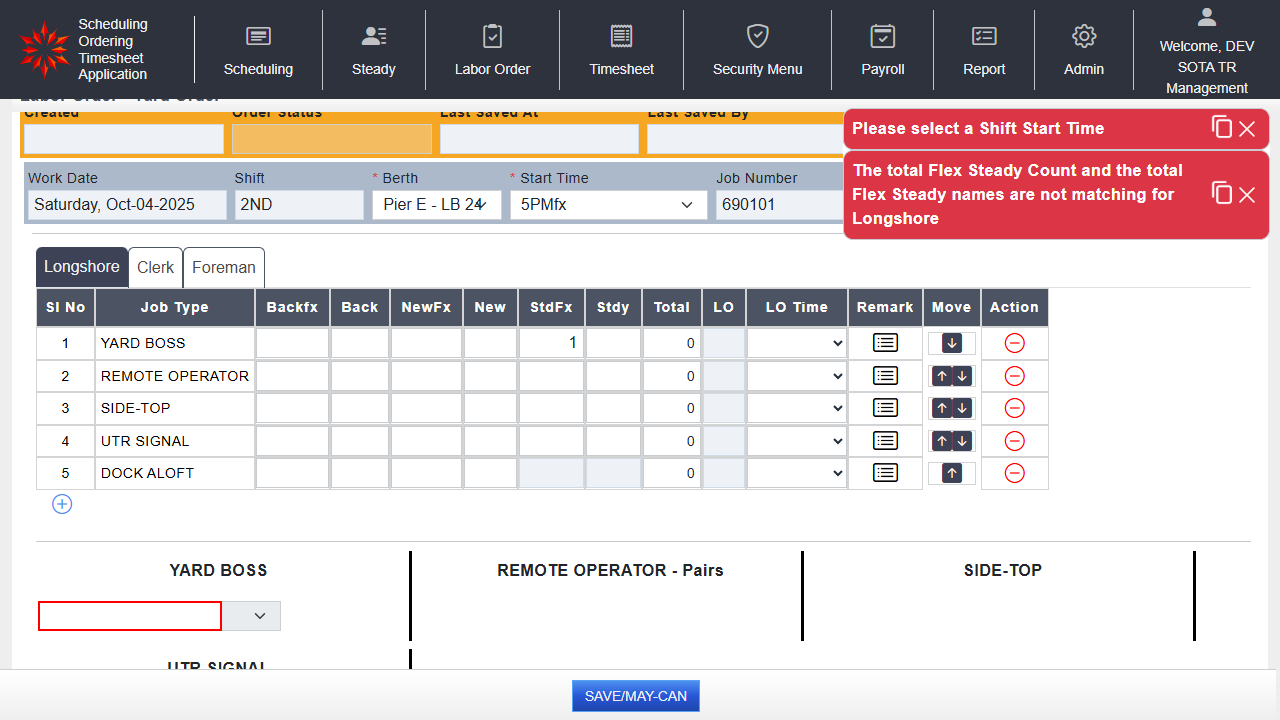 Scheduling
Ordering
Timesheet
Application
Scheduling
Steady
Labor Order
Timesheet
Security Menu
Payroll
Report
Admin
Welcome, DEV
SOTA TR
Management
Labor Order - Yard Order
Created Order Status Last Saved At Last Saved By
Please select a Shift Start Time
The total Flex Steady Count and the total
Flex Steady names are not matching for
Longshore
Work Date Shift * Berth * Start Time Job Number
Saturday, Oct-04-2025 2ND Pier E - LB 24 5PMfx 690101
Longshore Clerk Foreman
Sl No Job Type Backfx Back NewFx New StdFx Stdy Total LO LO Time Remark Move Action
1 YARD BOSS 1 0
2 REMOTE OPERATOR 0
3 SIDE-TOP 0
4 UTR SIGNAL 0
5 DOCK ALOFT 0
YARD BOSS REMOTE OPERATOR - Pairs SIDE-TOP
UTR SIGNAL
SAVE/MAY-CAN